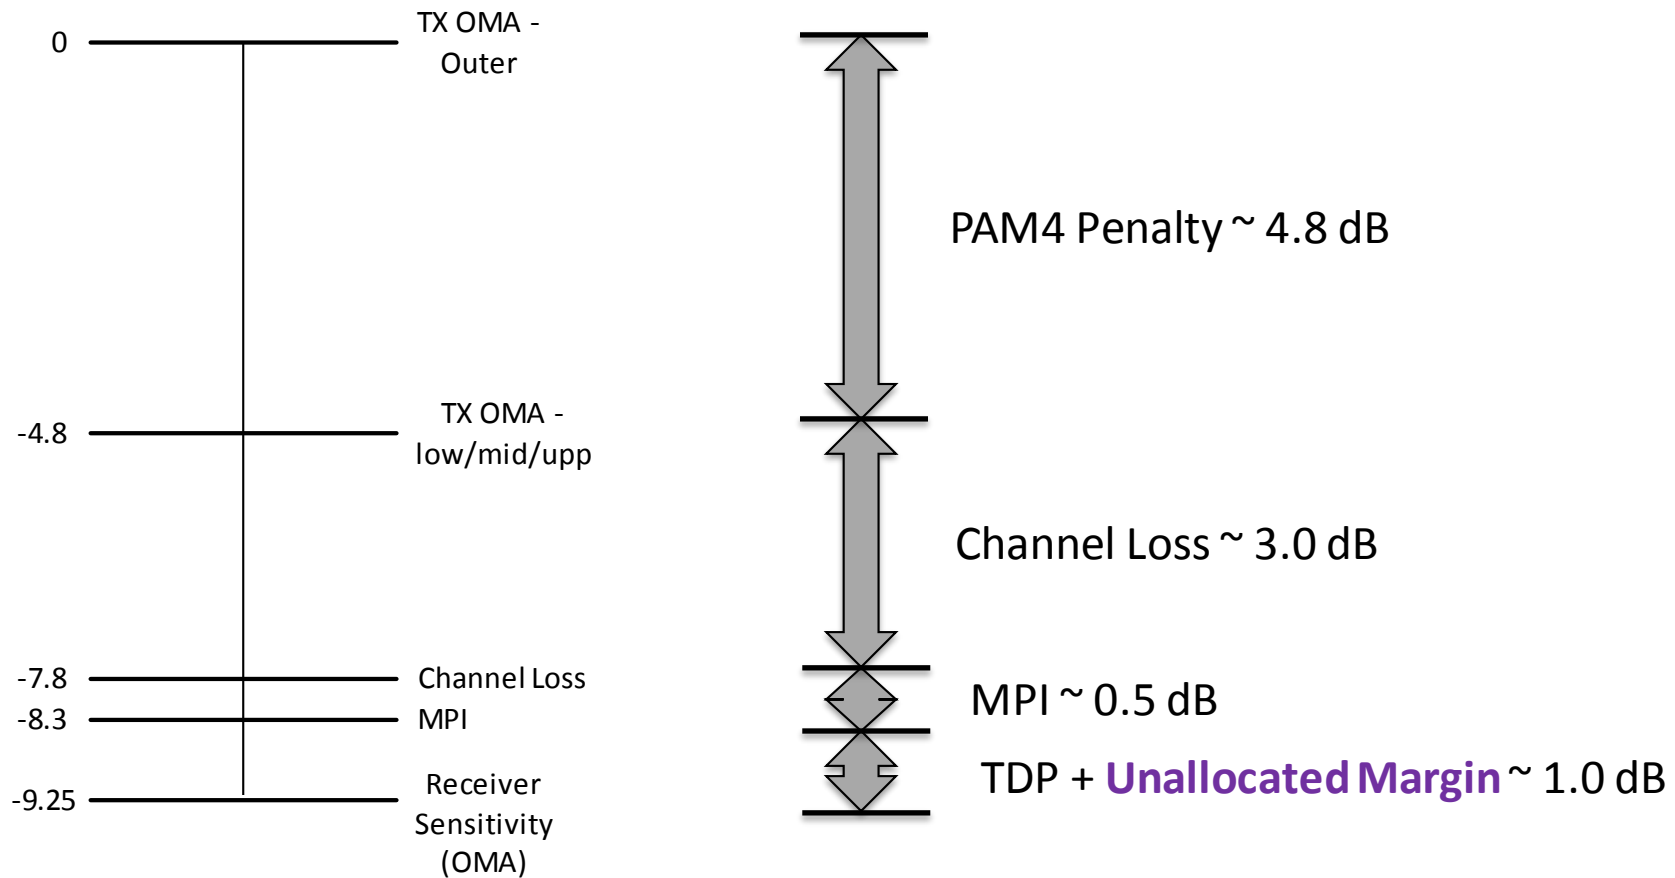 0
TX OMA -
Outer
PAM4 Penalty ~ 4.8 dB
-4.8
TX OMA -
low/mid/upp
Channel Loss ~ 3.0 dB
-7.8
Channel Loss
-8.3
MPI
MPI ~ 0.5 dB
TDP + Unallocated Margin ~ 1.0 dB
-9.25
Receiver
Sensitivity
(OMA)